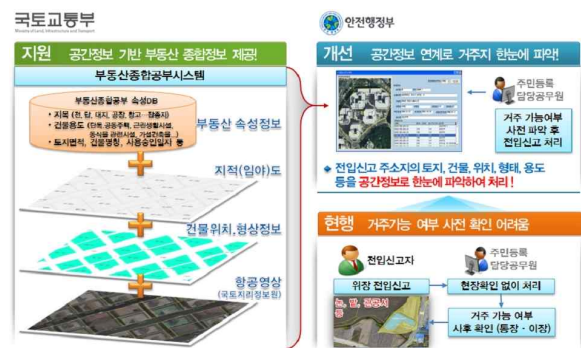 국토교통부
Ministry of Land, Infrastructure and Transport
지원 공간정보 기반 부동산 종합정보 제공!
부동산종합공부시스템
부동산종합공부 속성DB
• 지목 (전, 답, 대지, 공장, 창고…잡종지)
• 건물용도 (단독,공동주택, 근린생활시설,
동식물 관련시설, 가설건축물…)
• 토지면적, 건물명칭, 사용승인일자 등
부동산 속성정보
지적(임야)도
건물위치,형상정보
항공영상
(국토지리정보원)
안전행정부
개선 공간정보 연계로 거주지 한눈에 파악!
주민등록
담당공무원
거주 가능여부
사전 파악 후
전입신고 처리
전입신고 주소지의 토지, 건물, 위치, 형태, 용도
등을 공간정보로 한눈에 파악하여 처리 !
현행 거주가능 여부 사전 확인 어려움
전입신고자
주민등록
담당공무원
위장 전입신고
현장확인 없이 처리
논, 밭, 관공서
등
거주 가능 여부
사후 확인 (통장 · 이장)